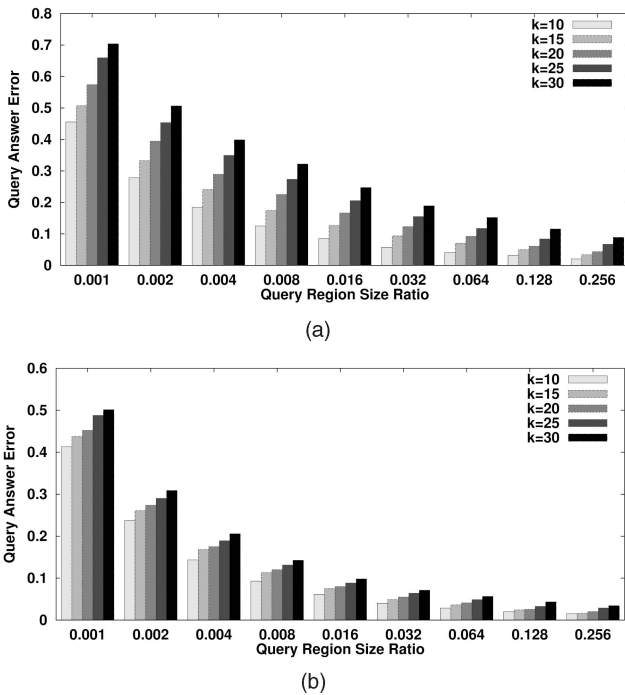 0.8
0.7
0.6
0.5
0.4
0.3
0.2
0.1
0
Query Answer Error
k=10
k=15
k=20
k=25
k=30
0.001 0.002 0.004 0.008 0.016 0.032 0.064 0.128 0.256
Query Region Size Ratio
(a)
0.6
0.5
0.4
0.3
0.2
0.1
0
Query Answer Error
k=10
k=15
k=20
k=25
k=30
0.001 0.002 0.004 0.008 0.016 0.032 0.064 0.128 0.256
Query Region Size Ratio
(b)